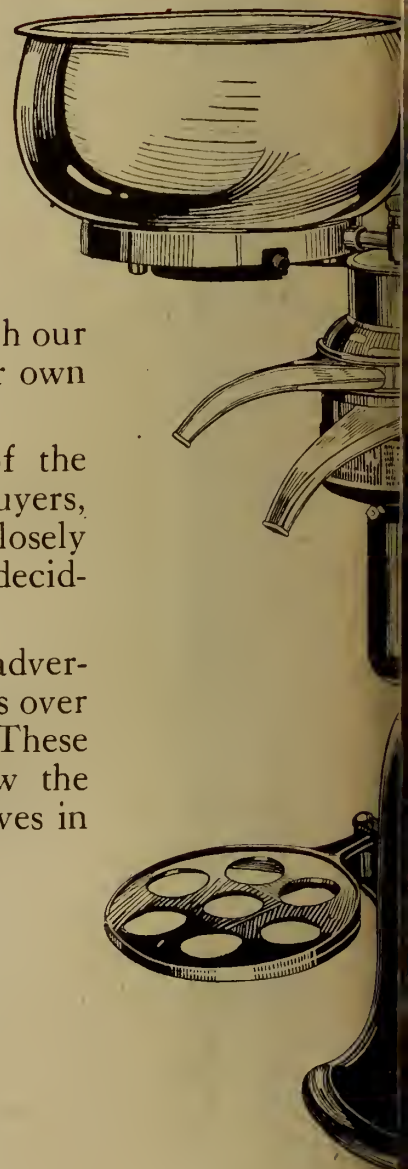 h our
r own
f the
uyers,
losely
decid-
adver-
s over
These
w the
ves in